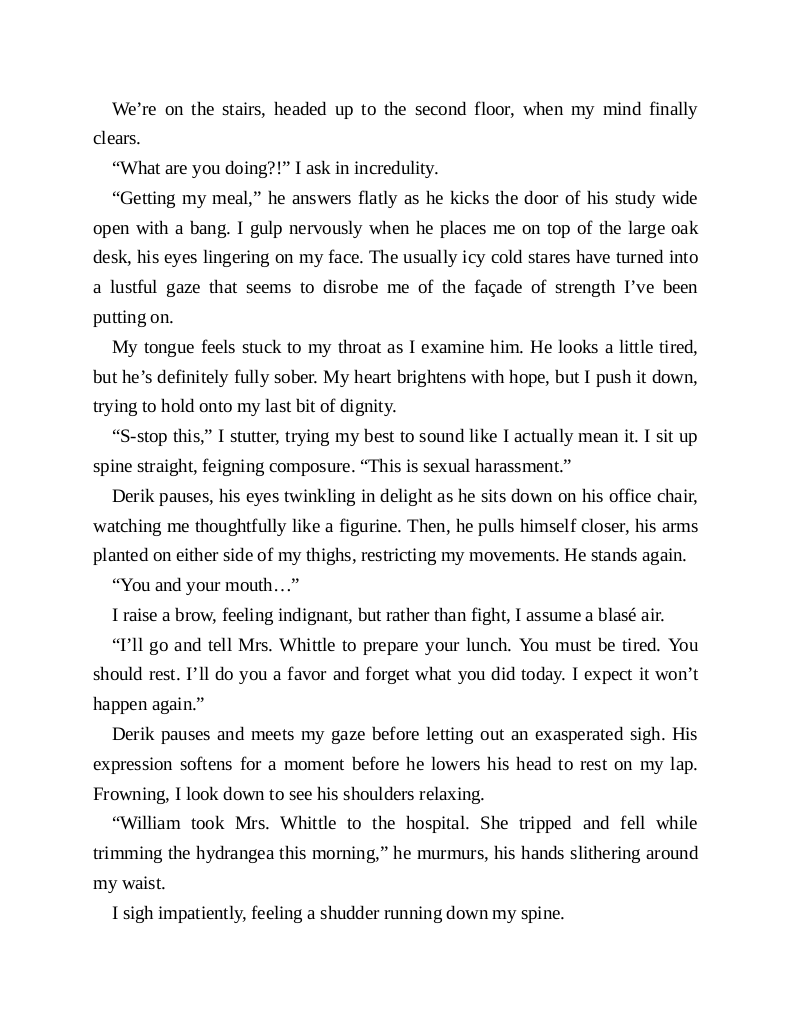 We’re on the stairs, headed up to the second floor, when my mind finally
clears.
“What are you doing?!” I ask in incredulity.
“Getting my meal,” he answers flatly as he kicks the door of his study wide
open with a bang. I gulp nervously when he places me on top of the large oak
desk, his eyes lingering on my face. The usually icy cold stares have turned into
a lustful gaze that seems to disrobe me of the façade of strength I’ve been
putting on.
My tongue feels stuck to my throat as I examine him. He looks a little tired,
but he’s definitely fully sober. My heart brightens with hope, but I push it down,
trying to hold onto my last bit of dignity.
“S-stop this,” I stutter, trying my best to sound like I actually mean it. I sit up
spine straight, feigning composure. “This is sexual harassment.”
Derik pauses, his eyes twinkling in delight as he sits down on his office chair,
watching me thoughtfully like a figurine. Then, he pulls himself closer, his arms
planted on either side of my thighs, restricting my movements. He stands again.
“You and your mouth…”
I raise a brow, feeling indignant, but rather than fight, I assume a blasé air.
“I’ll go and tell Mrs. Whittle to prepare your lunch. You must be tired. You
should rest. I’ll do you a favor and forget what you did today. I expect it won’t
happen again.”
Derik pauses and meets my gaze before letting out an exasperated sigh. His
expression softens for a moment before he lowers his head to rest on my lap.
Frowning, I look down to see his shoulders relaxing.
“William took Mrs. Whittle to the hospital. She tripped and fell while
trimming the hydrangea this morning,” he murmurs, his hands slithering around
my waist.
I sigh impatiently, feeling a shudder running down my spine.